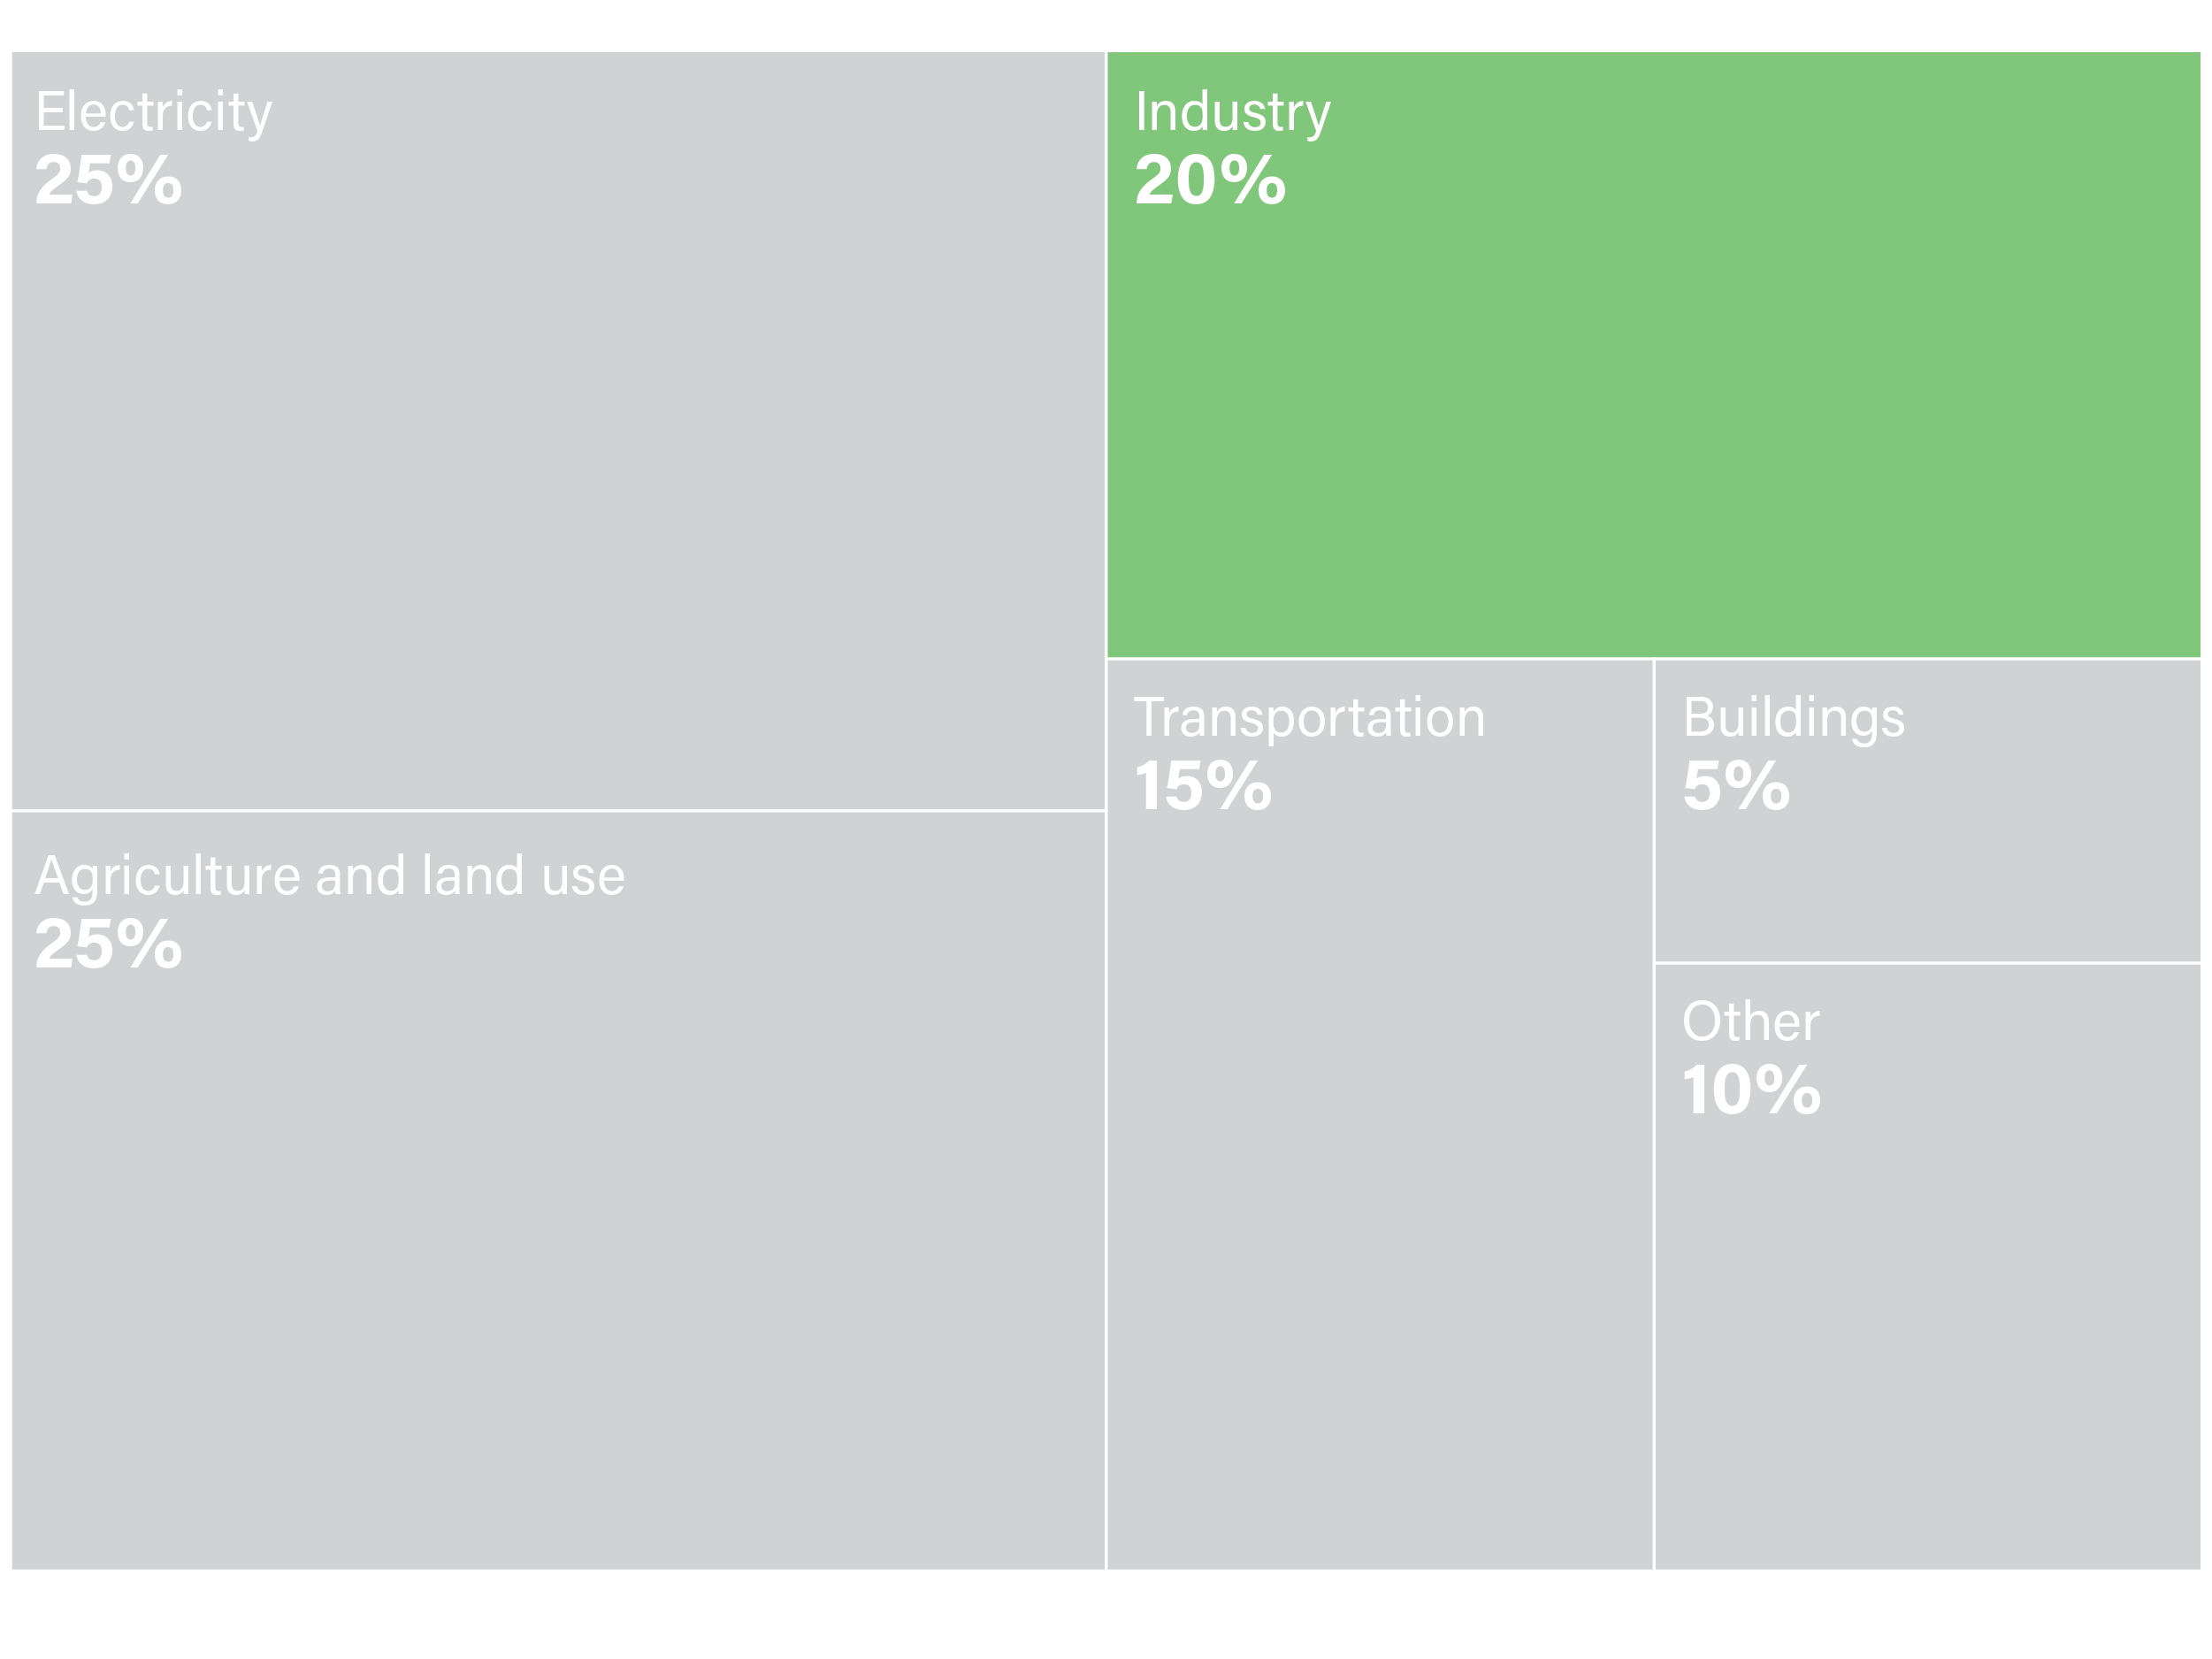 Electricity
25%
Industry
20%
Transportation
15%
Buildings
5%
Agriculture and land use
25%
Other
10%